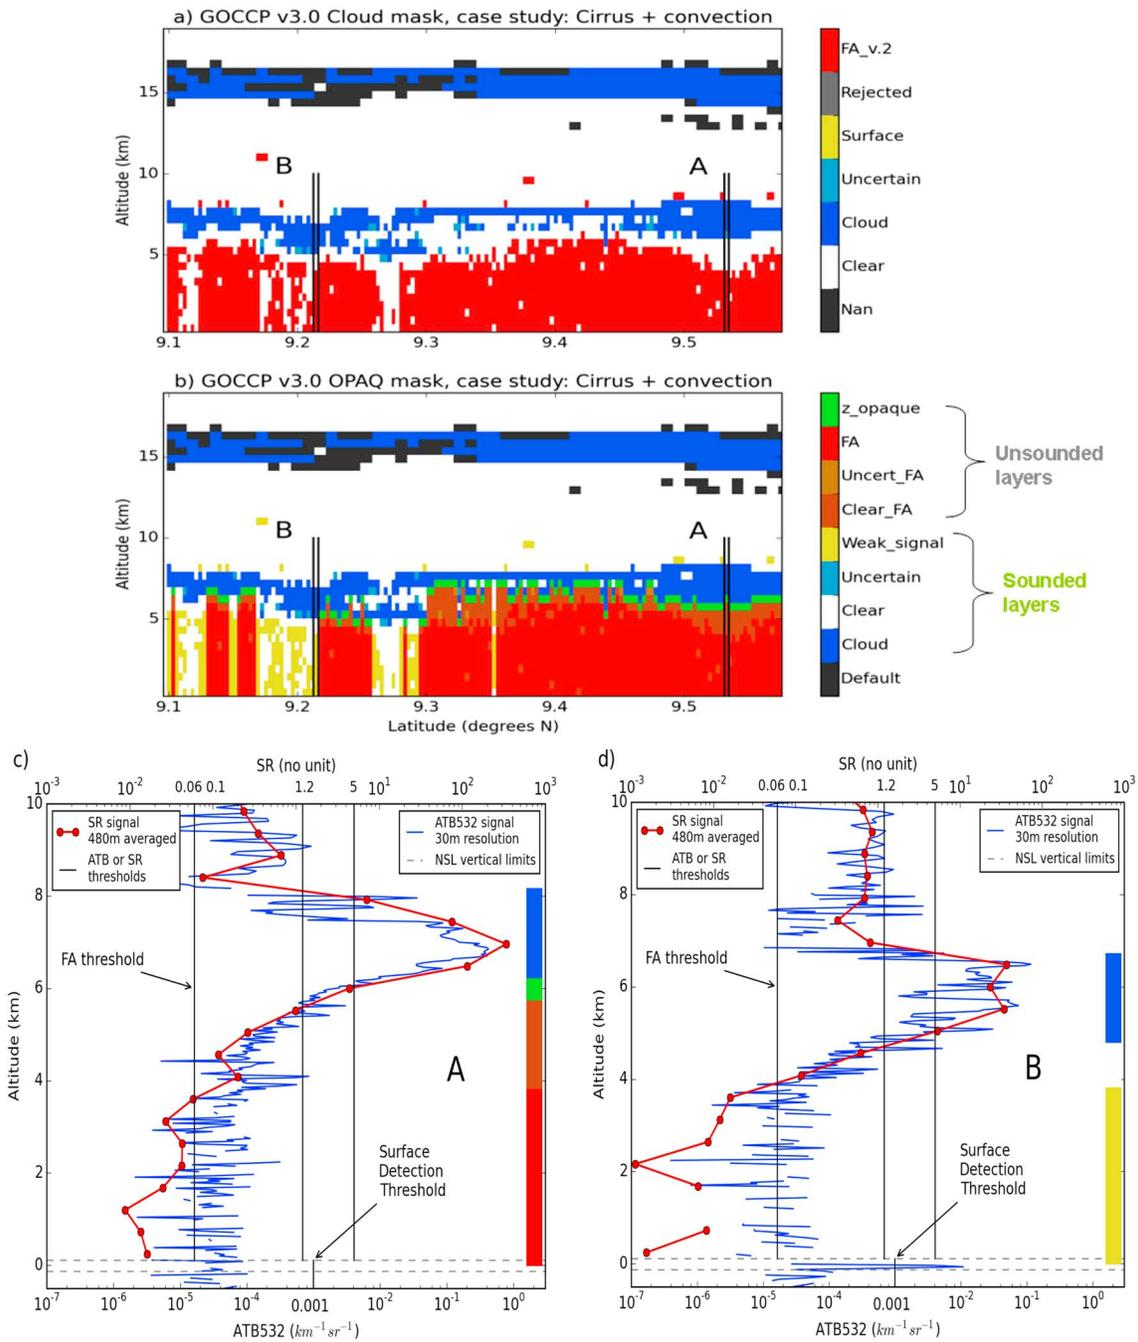 a) GOCCP v3.0 Cloud mask, case study: Cirrus + convection
Altitude (km)
15
10
5
B
A
9.1 9.2 9.3 9.4 9.5
FA_v.2
Rejected
Surface
Uncertain
Cloud
Clear
Nan
b) GOCCP v3.0 OPAQ mask, case study: Cirrus + convection
Altitude (km)
15
10
5
B
A
9.1 9.2 9.3 9.4 9.5
Latitude (degrees N)
z_opaque
FA
Uncert_FA
Clear_FA
Weak_signal
Uncertain
Clear
Cloud
Default
Unsounded
layers
Sounded
layers
c)
SR (no unit)
10^-3 10^-2 0.06 0.1 1.2 5 10^1 10^2 10^3
SR signal
480m averaged
ATB or SR
thresholds
ATB532 signal
30m resolution
NSL vertical limits
FA threshold
A
Surface
Detection
Threshold
Altitude (km)
10
8
6
4
2
0
10^-7 10^-6 10^-5 10^-4 0.001 10^-2 10^-1 10^0
ATB532 (km^-1 sr^-1)
d)
SR (no unit)
10^-3 10^-2 0.06 0.1 1.2 5 10^1 10^2 10^3
SR signal
480m averaged
ATB or SR
thresholds
ATB532 signal
30m resolution
NSL vertical limits
FA threshold
B
Surface
Detection
Threshold
Altitude (km)
10
8
6
4
2
0
10^-7 10^-6 10^-5 10^-4 0.001 10^-2 10^-1 10^0
ATB532 (km^-1 sr^-1)